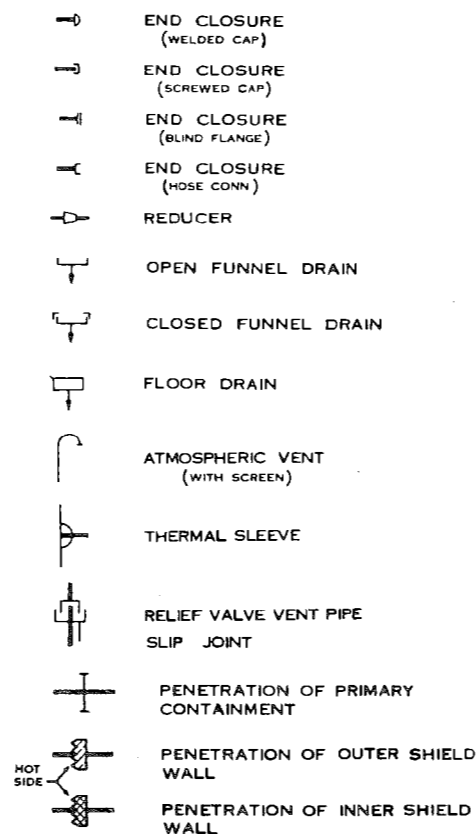 END CLOSURE
(WELDED CAP)
END CLOSURE
(SCREWED CAP)
END CLOSURE
(BLIND FLANGE)
END CLOSURE
(HOSE CONN)
REDUCER
OPEN FUNNEL DRAIN
CLOSED FUNNEL DRAIN
FLOOR DRAIN
ATMOSPHERIC VENT
(WITH SCREEN)
THERMAL SLEEVE
RELIEF VALVE VENT PIPE
SLIP JOINT
PENETRATION OF PRIMARY
CONTAINMENT
HOT
SIDE
PENETRATION OF OUTER SHIELD
WALL
PENETRATION OF INNER SHIELD
WALL